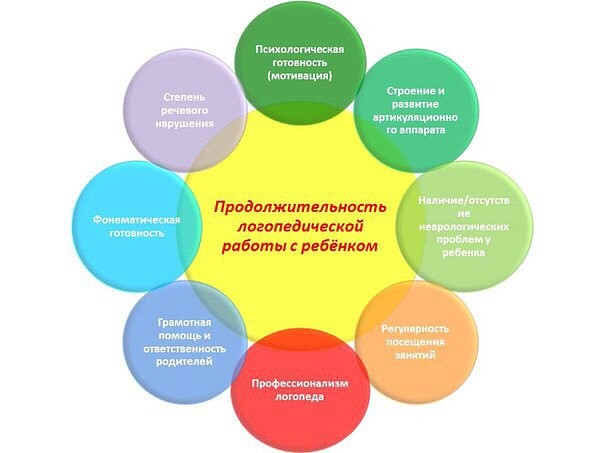 Психологическая
готовность
(мотивация)
Строение и
развитие
артикуляционно
го аппарата
Наличие/отсутств
ие
неврологических
проблем у
ребенка
Регулярность
посещения
занятий
Профессионализм
логопеда
Грамотная
помощь и
ответственность
родителей
Фонематическая
готовность
Степень
речевого
нарушения
Продолжительность
логопедической
работы с ребёнком